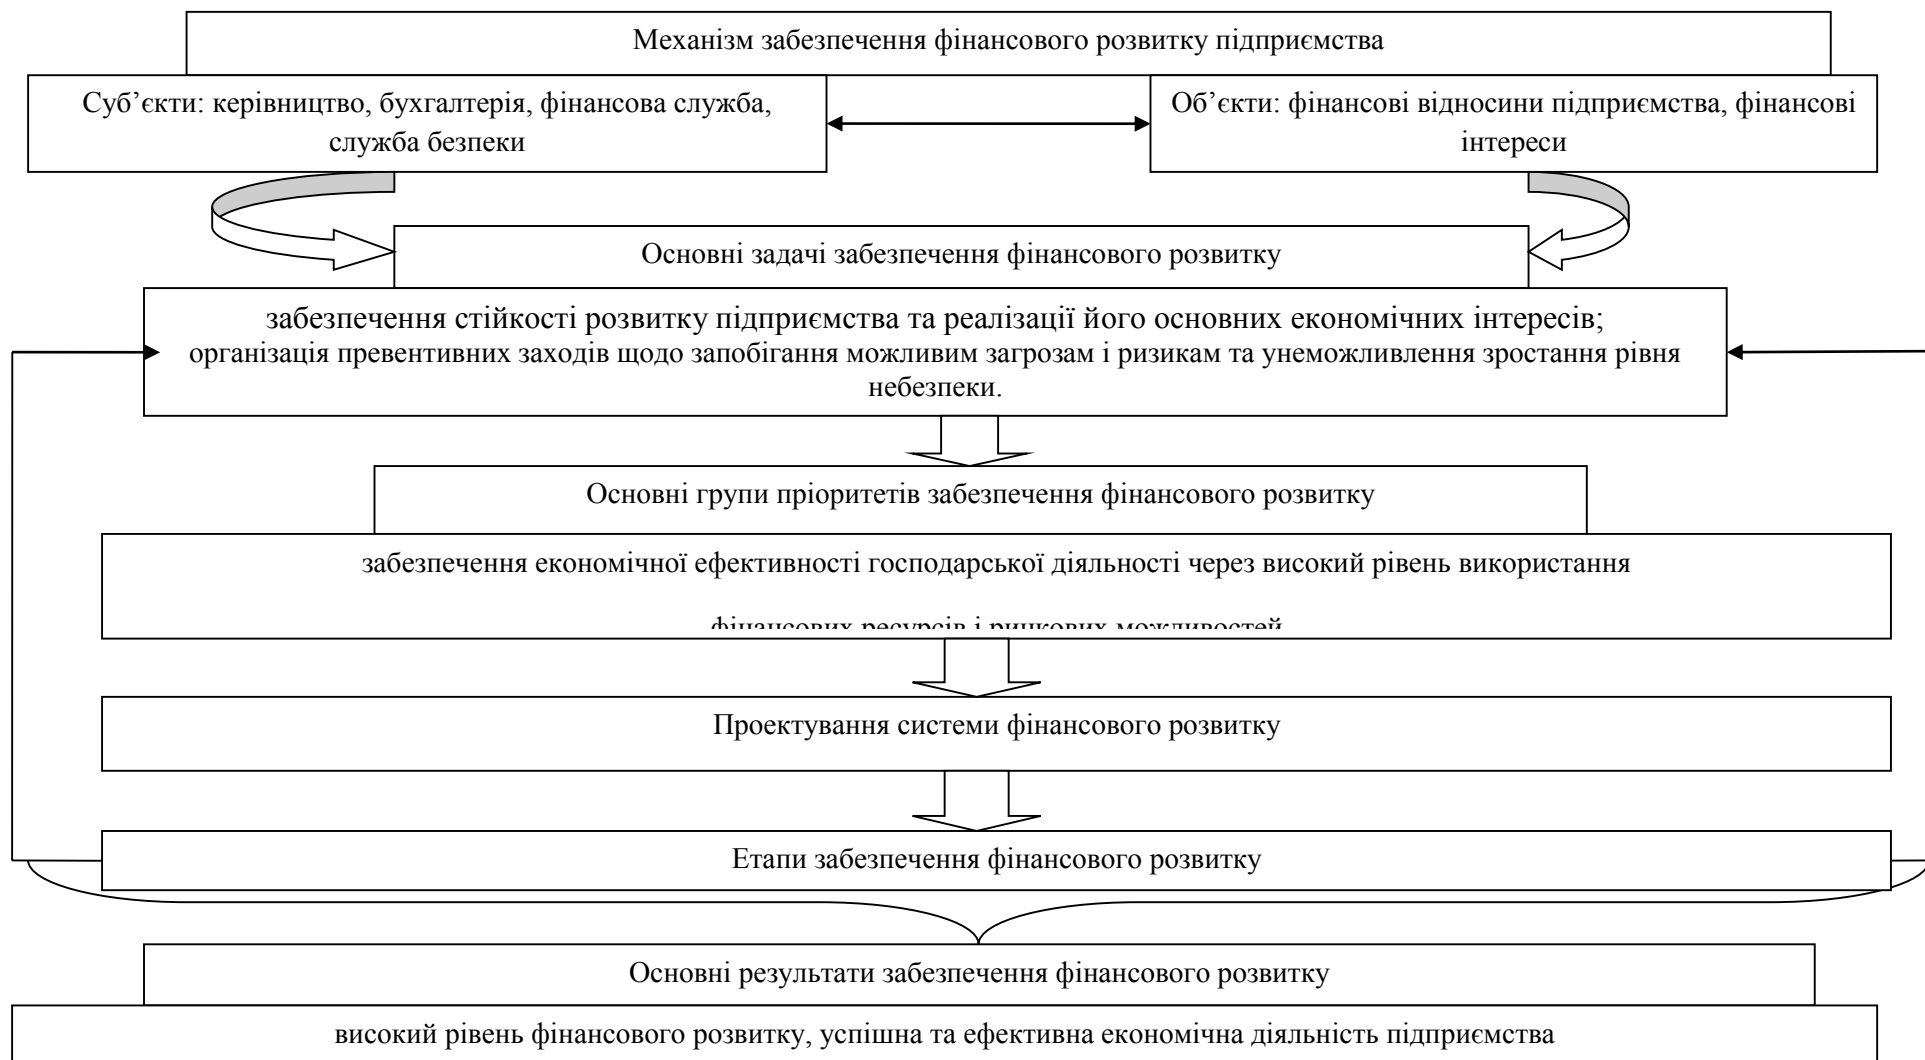 Механізм забезпечення фінансового розвитку підприємства
Суб’єкти: керівництво, бухгалтерія, фінансова служба,
служба безпеки
Об’єкти: фінансові відносини підприємства, фінансові
інтереси
Основні задачі забезпечення фінансового розвитку
забезпечення стійкості розвитку підприємства та реалізації його основних економічних інтересів;
організація превентивних заходів щодо запобігання можливим загрозам і ризикам та унеможливлення зростання рівня
небезпеки.
Основні групи пріоритетів забезпечення фінансового розвитку
забезпечення економічної ефективності господарської діяльності через високий рівень використання
фінансових ресурсів і ринкових можливостей
Проектування системи фінансового розвитку
Етапи забезпечення фінансового розвитку
Основні результати забезпечення фінансового розвитку
високий рівень фінансового розвитку, успішна та ефективна економічна діяльність підприємства